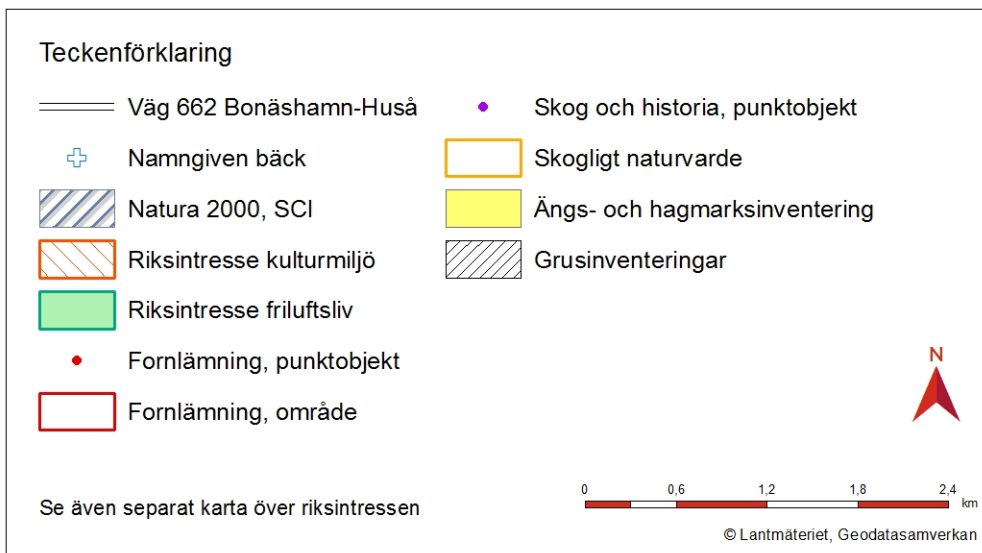 Teckenförklaring
Väg 662 Bonäshamn-Huså
Namngiven bäck
Natura 2000, SCI
Riksintresse kulturmiljö
Riksintresse friluftsliv
Fornlämning, punktobjekt
Fornlämning, område
Skog och historia, punktobjekt
Skogligt naturvarde
Ängs- och hagmarksinventering
Grusinventeringar
N
Se även separat karta över riksintressen
0 0,6 1,2 1,8 2,4
km
© Lantmäteriet, Geodatasamverkan